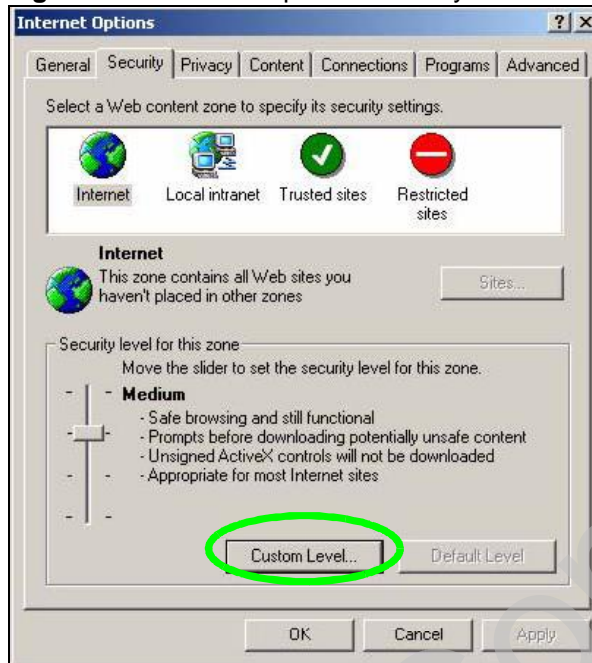 Internet Options
General Security Privacy Content Connections Programs Advanced
Select a Web content zone to specify its security settings.
Internet Local intranet Trusted sites Restricted sites
Internet
This zone contains all Web sites you
haven't placed in other zones
Sites...
Security level for this zone
Move the slider to set the security level for this zone.
Medium
- Safe browsing and still functional
- Prompts before downloading potentially unsafe content
- Unsigned ActiveX controls will not be downloaded
- Appropriate for most Internet sites
Custom Level... Default Level
OK Cancel Apply